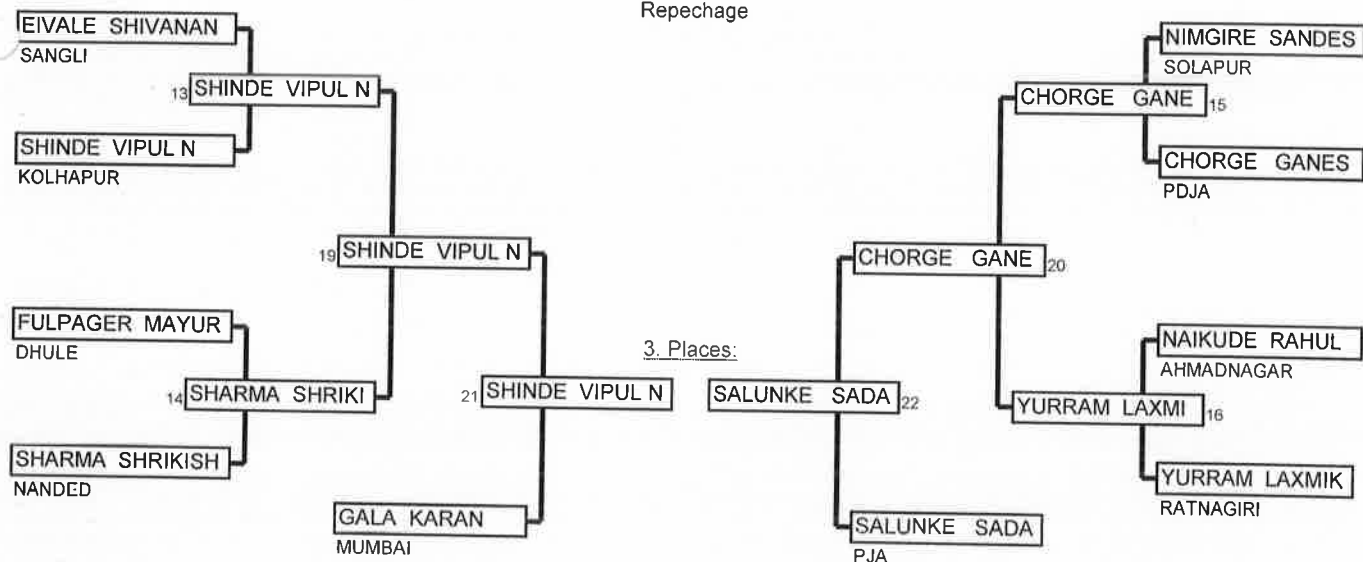 Repechage
EIVALE SHIVANAN
SANGLI
13 SHINDE VIPUL N
SHINDE VIPUL N
KOLHAPUR
19 SHINDE VIPUL N
FULPAGER MAYUR
DHULE
14 SHARMA SHRIKI
SHARMA SHRIKISH
NANDED
21 SHINDE VIPUL N
GALA KARAN
MUMBAI
3. Places:
NIMGIRE SANDES
SOLAPUR
CHORGE GANE 15
CHORGE GANES
PDJA
CHORGE GANE 20
NAIKUDE RAHUL
AHMADNAGAR
SALUNKE SADA 22
YURRAM LAXMI 16
YURRAM LAXMIK
RATNAGIRI
SALUNKE SADA
PJA